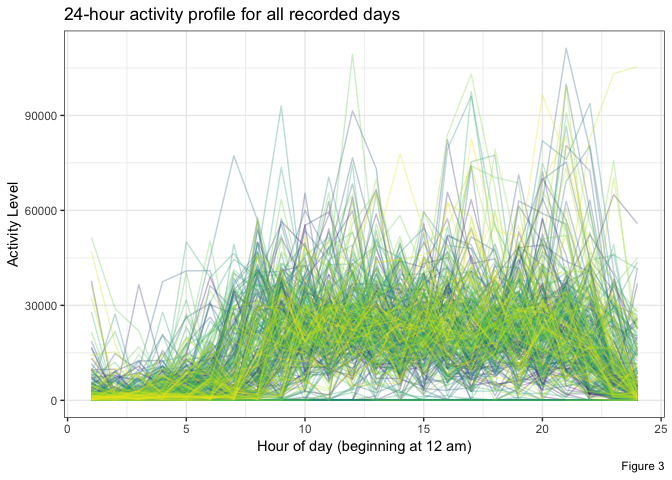 24-hour activity profile for all recorded days
Activity Level
90000
60000
30000
0
0 5 10 15 20 25
Hour of day (beginning at 12 am)
Figure 3